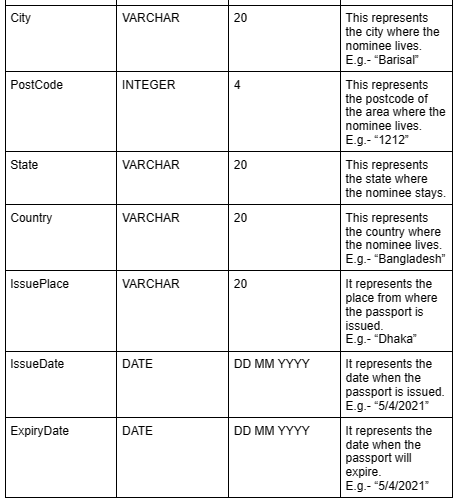 City VARCHAR 20 This represents
the city where the
nominee lives.
E.g.- “Barisal”
PostCode INTEGER 4 This represents
the postcode of
the area where the
nominee lives.
E.g.- “1212”
State VARCHAR 20 This represents
the state where
the nominee stays.
Country VARCHAR 20 This represents
the country where
the nominee lives.
E.g.- “Bangladesh”
IssuePlace VARCHAR 20 It represents the
place from where
the passport is
issued.
E.g.- “Dhaka”
IssueDate DATE DD MM YYYY It represents the
date when the
passport is issued.
E.g.- “5/4/2021”
ExpiryDate DATE DD MM YYYY It represents the
date when the
passport will
expire.
E.g.- “5/4/2021”